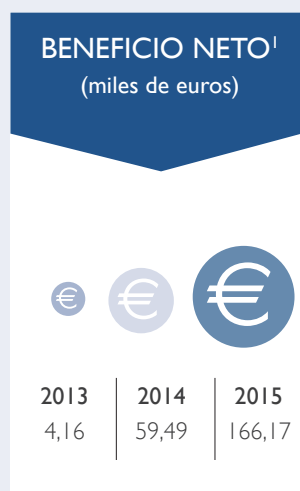 BENEFICIO NETO¹
(miles de euros)
€ € €
2013 2014 2015
4,16 59,49 166,17